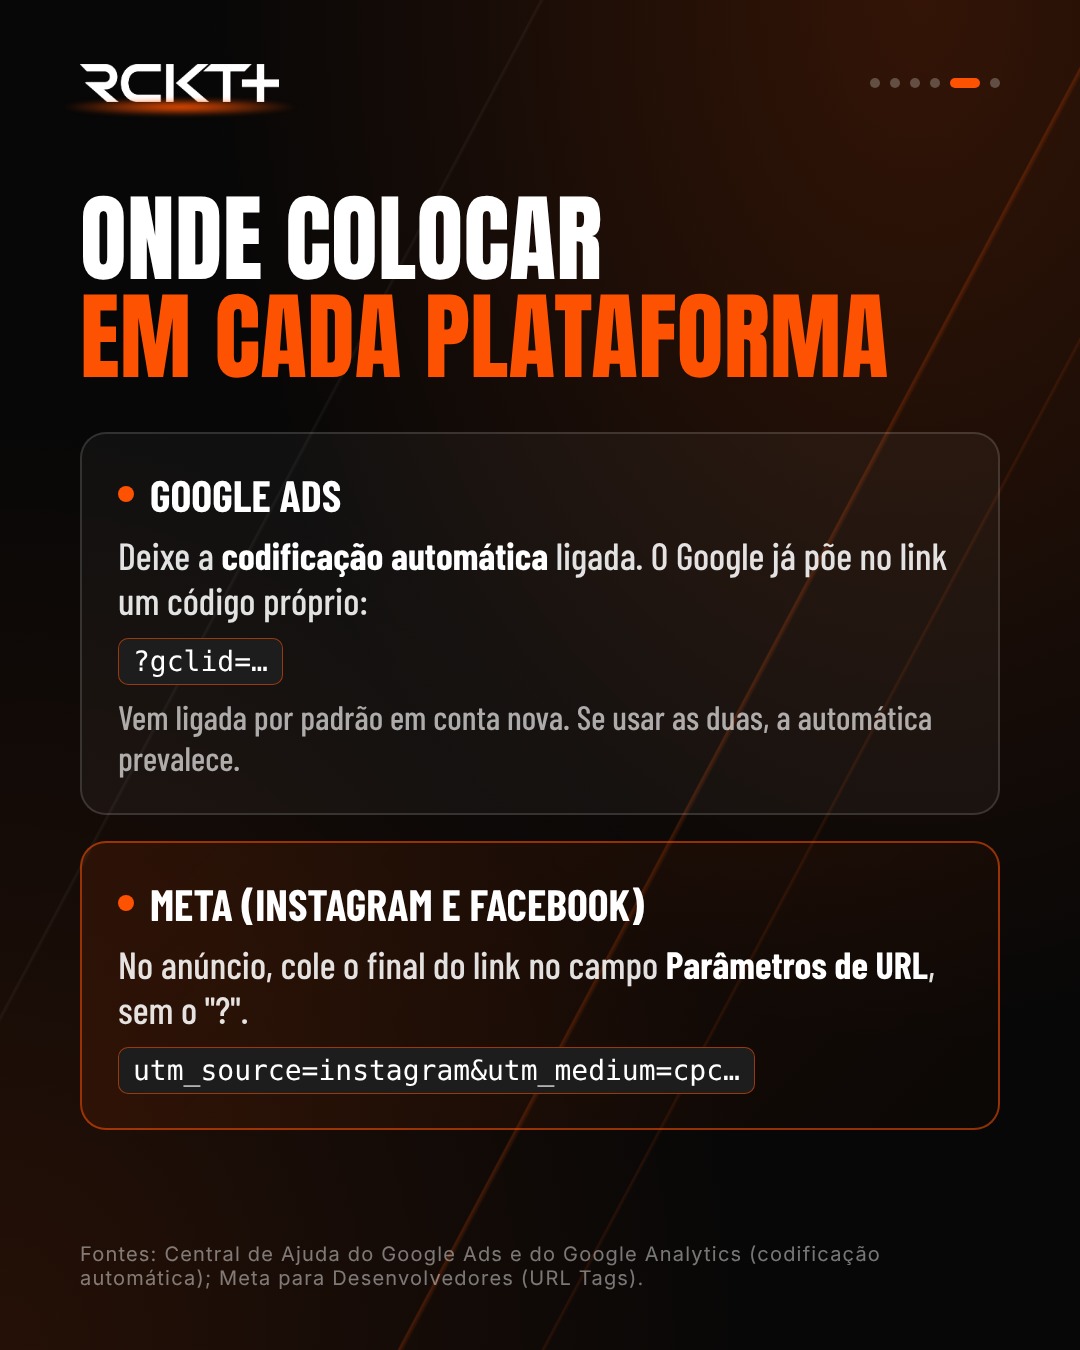 RCKT+
ONDE COLOCAR
EM CADA PLATAFORMA
GOOGLE ADS
Deixe a codificação automática ligada. O Google já põe no link
um código próprio:
?gclid=…
Vem ligada por padrão em conta nova. Se usar as duas, a automática
prevalece.
META (INSTAGRAM E FACEBOOK)
No anúncio, cole o final do link no campo Parâmetros de URL,
sem o "?".
utm_source=instagram&utm_medium=cpc…
Fontes: Central de Ajuda do Google Ads e do Google Analytics (codificação
automática); Meta para Desenvolvedores (URL Tags).